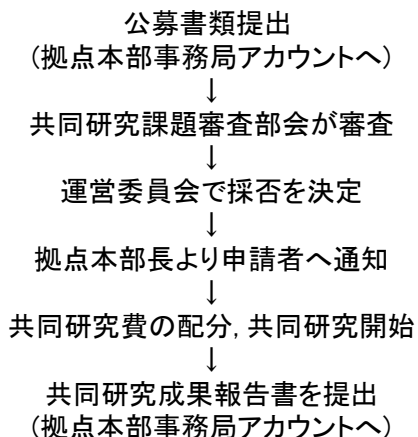 公募書類提出
(拠点本部事務局アカウントへ)
↓
共同研究課題審査部会が審査
↓
運営委員会で採否を決定
↓
拠点本部長より申請者へ通知
↓
共同研究費の配分, 共同研究開始
↓
共同研究成果報告書を提出
(拠点本部事務局アカウントへ)